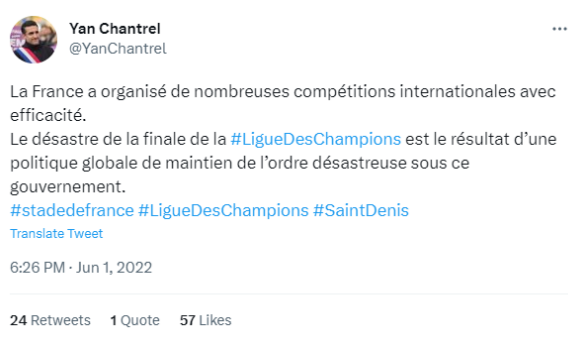 Yan Chantrel
@YanChantrel
La France a organisé de nombreuses compétitions internationales avec
efficacité.
Le désastre de la finale de la #LigueDesChampions est le résultat d'une
politique globale de maintien de l'ordre désastreuse sous ce
gouvernement.
#stadedefrance #LigueDesChampions #SaintDenis
Translate Tweet
6:26 PM · Jun 1, 2022
24 Retweets 1 Quote 57 Likes